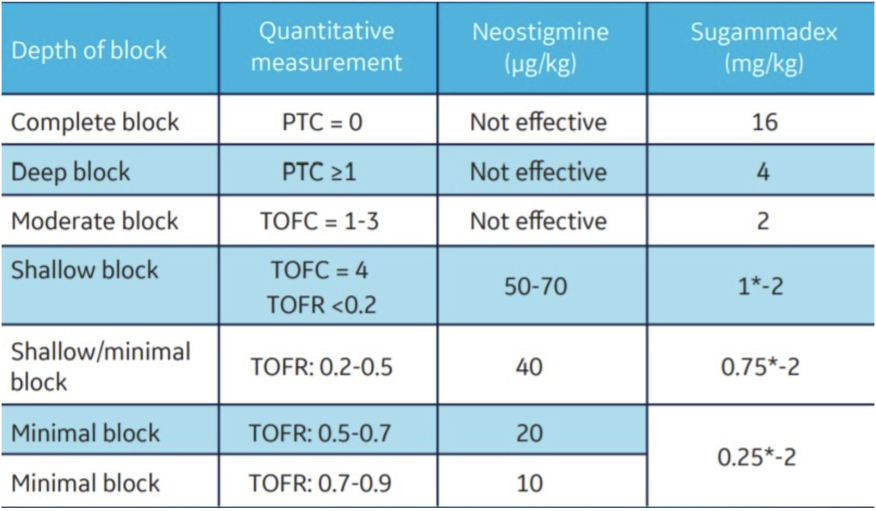 Depth of block
Quantitative
measurement
Neostigmine
(µg/kg)
Sugammadex
(mg/kg)
Complete block
PTC = 0
Not effective
16
Deep block
PTC ≥1
Not effective
4
Moderate block
TOFC = 1-3
Not effective
2
Shallow block
TOFC = 4
TOFR <0.2
50-70
1*-2
Shallow/minimal
block
TOFR: 0.2-0.5
40
0.75*-2
Minimal block
TOFR: 0.5-0.7
20
0.25*-2
Minimal block
TOFR: 0.7-0.9
10